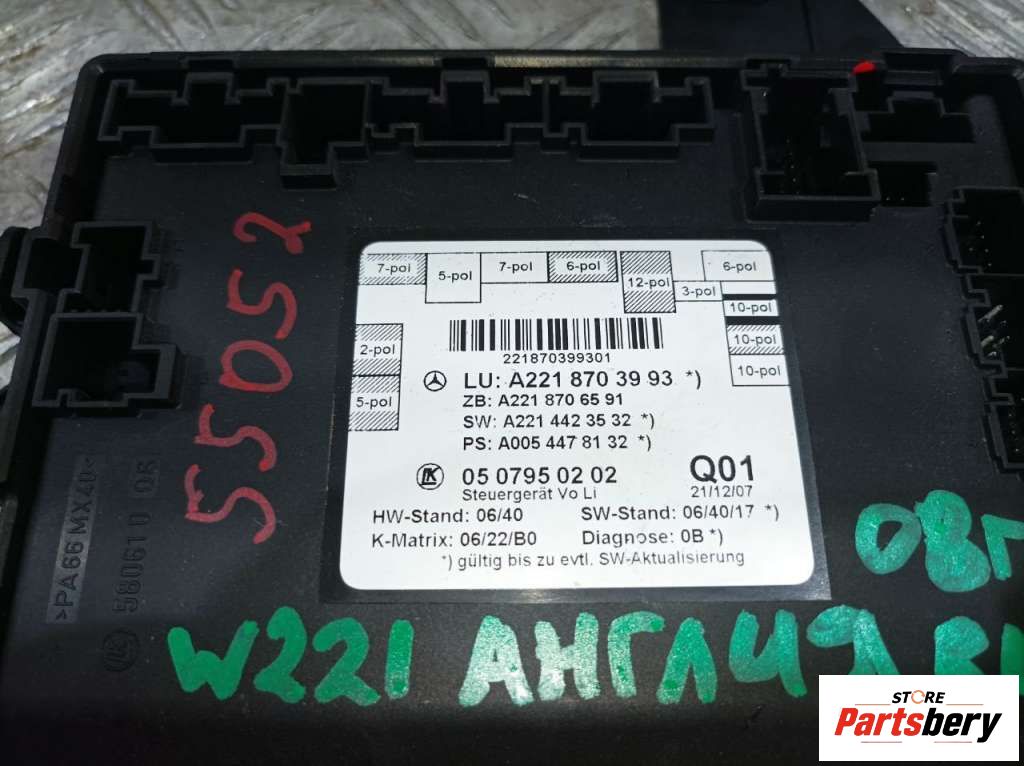 7-pol
5-pol
7-pol
6-pol
12-pol
3-pol
6-pol
10-pol
10-pol
10-pol
2-pol
5-pol
221870399301
LU: A221 870 39 93 *)
ZB: A221 870 65 91
SW: A221 442 35 32 *)
PS: A005 447 81 32 *)
05 0795 02 02
Q01
Steuergerät Vo Li
21/12/07
HW-Stand: 06/40
SW-Stand: 06/40/17 *)
K-Matrix: 06/22/B0
Diagnose: 0B *)
*) gültig bis zu evtl. SW-Aktualisierung
55052
>PA66 MX40<
W221 АНГЛИЯ
08г
STORE
Partsbery